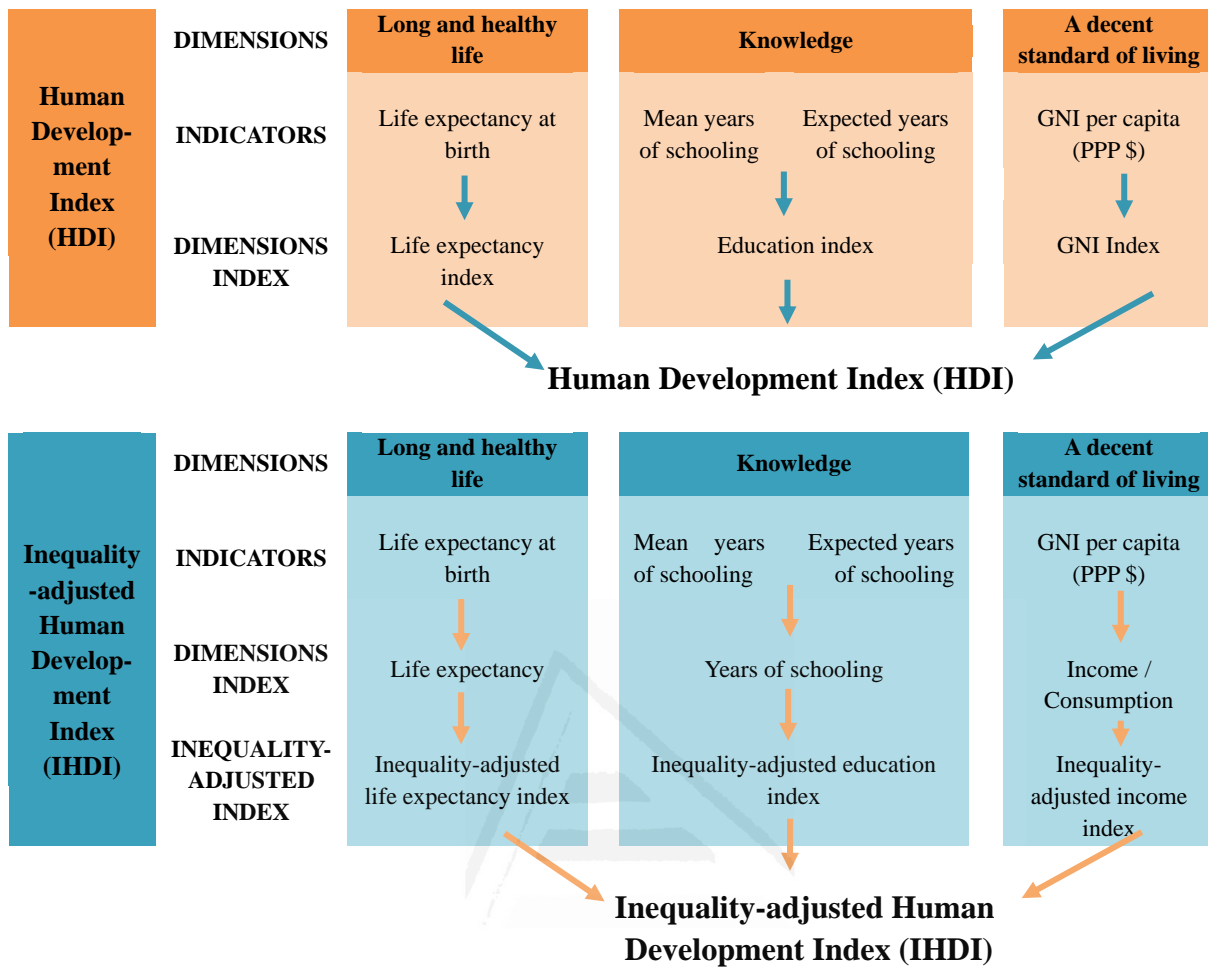 Human
Develop-
ment
Index
(HDI)
DIMENSIONS
Long and healthy
life
Knowledge
A decent
standard of living
INDICATORS
Life expectancy at
birth
Mean years
of schooling
Expected years
of schooling
GNI per capita
(PPP $)
DIMENSIONS
INDEX
Life expectancy
index
Education index
GNI Index
Human Development Index (HDI)
Inequality
-adjusted
Human
Develop-
ment
Index
(IHDI)
DIMENSIONS
Long and healthy
life
Knowledge
A decent
standard of living
INDICATORS
Life expectancy at
birth
Mean years
of schooling
Expected years
of schooling
GNI per capita
(PPP $)
DIMENSIONS
INDEX
Life expectancy
Years of schooling
Income /
Consumption
INEQUALITY-
ADJUSTED
INDEX
Inequality-adjusted
life expectancy index
Inequality-adjusted education
index
Inequality-
adjusted income
index
Inequality-adjusted Human
Development Index (IHDI)